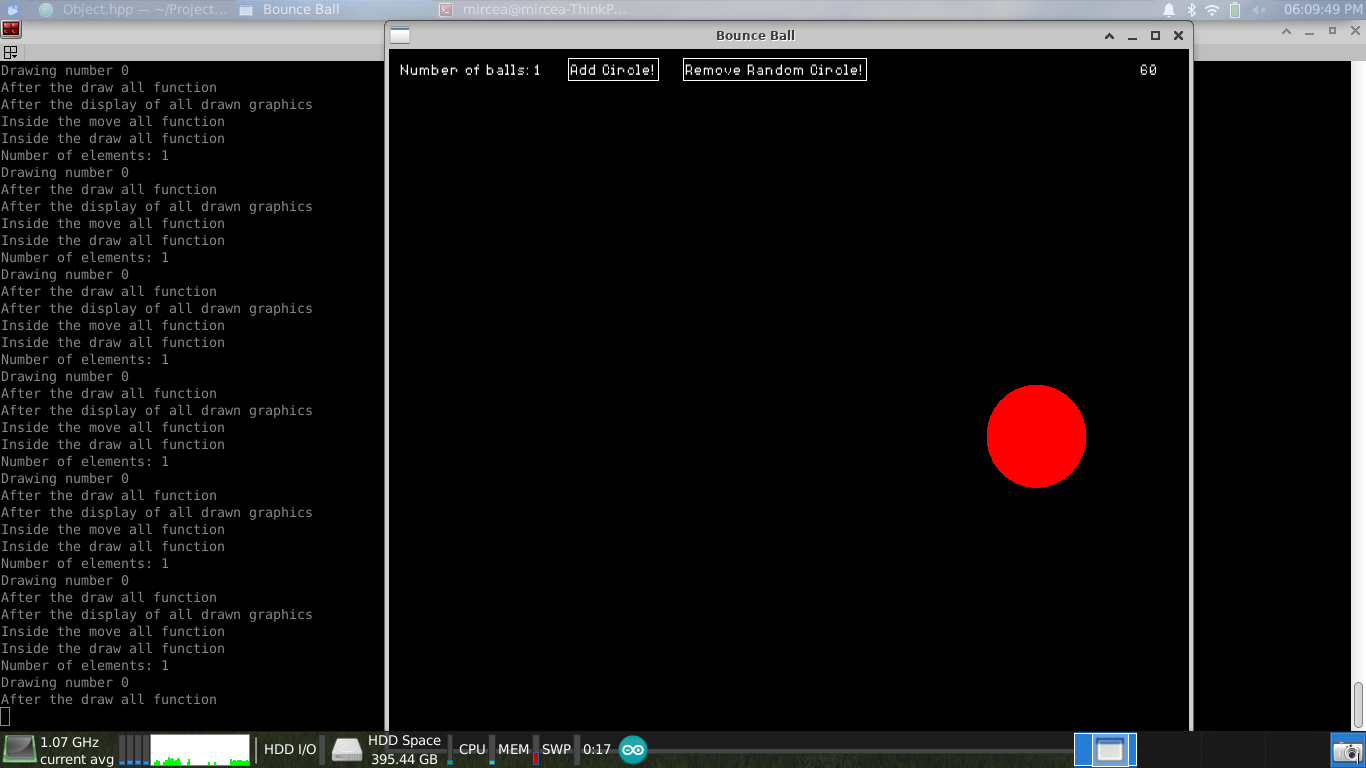 Object.hpp — ~/Project...
Bounce Ball
mircea@mircea-ThinkP...
06:09:49 PM
Bounce Ball
Number of balls: 1
Add Circle!
Remove Random Circle!
60
Drawing number 0
After the draw all function
After the display of all drawn graphics
Inside the move all function
Inside the draw all function
Number of elements: 1
Drawing number 0
After the draw all function
After the display of all drawn graphics
Inside the move all function
Inside the draw all function
Number of elements: 1
Drawing number 0
After the draw all function
After the display of all drawn graphics
Inside the move all function
Inside the draw all function
Number of elements: 1
Drawing number 0
After the draw all function
After the display of all drawn graphics
Inside the move all function
Inside the draw all function
Number of elements: 1
Drawing number 0
After the draw all function
After the display of all drawn graphics
Inside the move all function
Inside the draw all function
Number of elements: 1
Drawing number 0
After the draw all function
After the display of all drawn graphics
Inside the move all function
Inside the draw all function
Number of elements: 1
Drawing number 0
After the draw all function
1.07 GHz
current avg
HDD I/O
HDD Space
395.44 GB
CPU
MEM
SWP
0:17